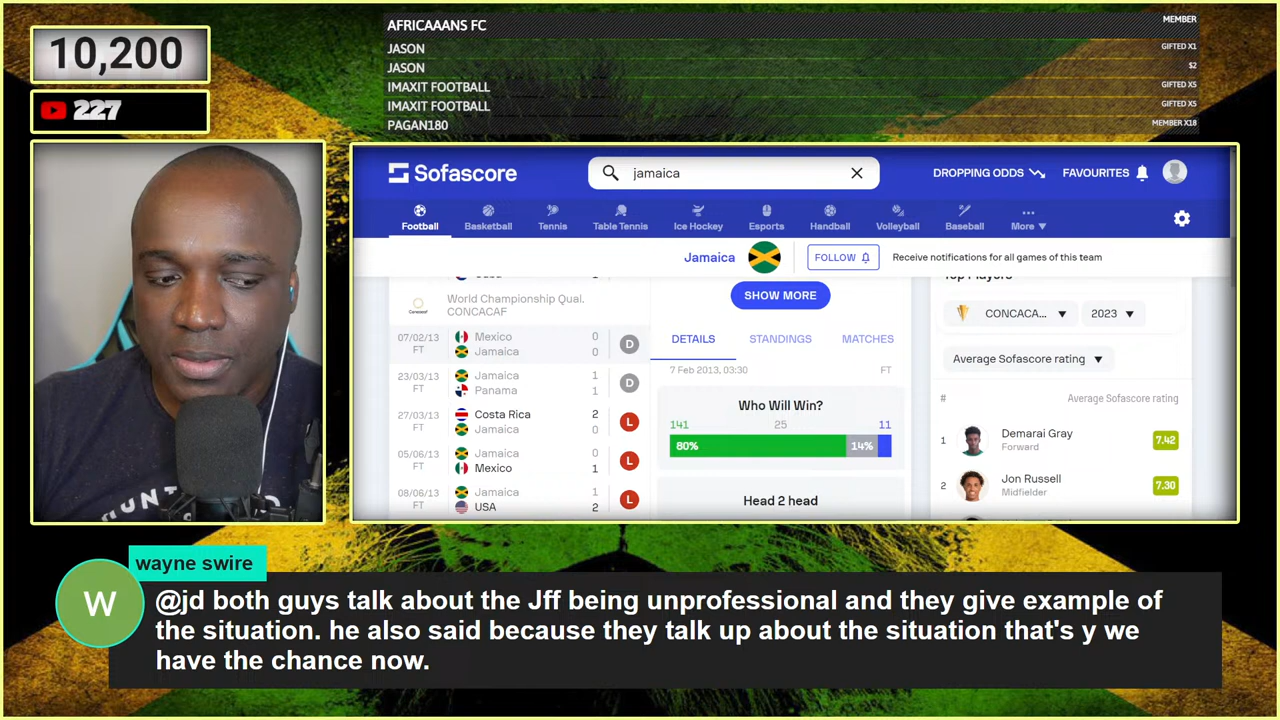 10,200
227
AFRICAAANS FC MEMBER
JASON GIFTED X1
JASON $2
IMAXIT FOOTBALL GIFTED X5
IMAXIT FOOTBALL GIFTED X5
PAGAN180 MEMBER X18
Sofascore
jamaica
DROPPING ODDS
FAVOURITES
Football
Basketball
Tennis
Table Tennis
Ice Hockey
Esports
Handball
Volleyball
Baseball
More
Jamaica
FOLLOW
Receive notifications for all games of this team
World Championship Qual.
CONCACAF
07/02/13 Mexico 0
FT Jamaica 0
D
23/03/13 Jamaica 1
FT Panama 1
D
27/03/13 Costa Rica 2
FT Jamaica 0
L
05/06/13 Jamaica 0
FT Mexico 1
L
08/06/13 Jamaica 1
FT USA 2
L
SHOW MORE
DETAILS STANDINGS MATCHES
7 Feb 2013, 03:30 FT
Who Will Win?
141 25 11
80% 14%
Head 2 head
Top Players
CONCACA... 2023
Average Sofascore rating
# Average Sofascore rating
1 Demarai Gray 7.42
Forward
2 Jon Russell 7.30
Midfielder
HUNT
wayne swire
W
@jd both guys talk about the Jff being unprofessional and they give example of
the situation. he also said because they talk up about the situation that's y we
have the chance now.